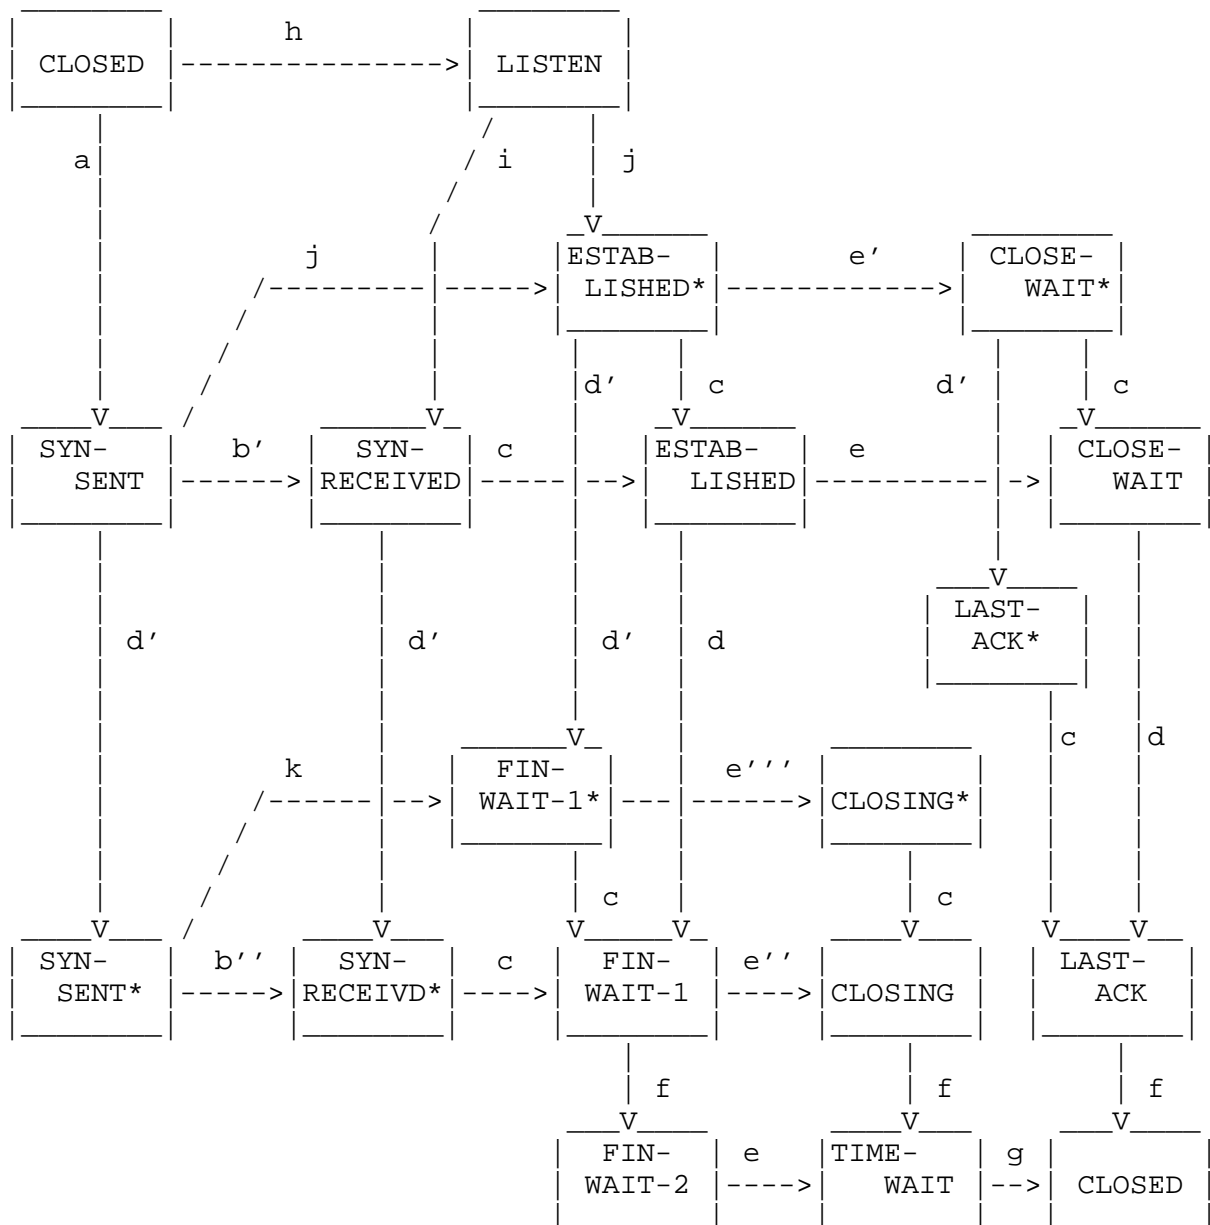 h
CLOSED LISTEN
a i j
j ESTAB- e' CLOSE-
LISHED* WAIT*
d' c d' c
SYN- b' SYN- c ESTAB- e CLOSE-
SENT RECEIVED LISHED WAIT
LAST-
d' d' d' d ACK*
c d
k FIN- e'''
WAIT-1* CLOSING*
c c
SYN- b'' SYN- c FIN- e'' LAST-
SENT* RECEIVD* WAIT-1 CLOSING ACK
f f f
FIN- e TIME- g
WAIT-2 WAIT CLOSED